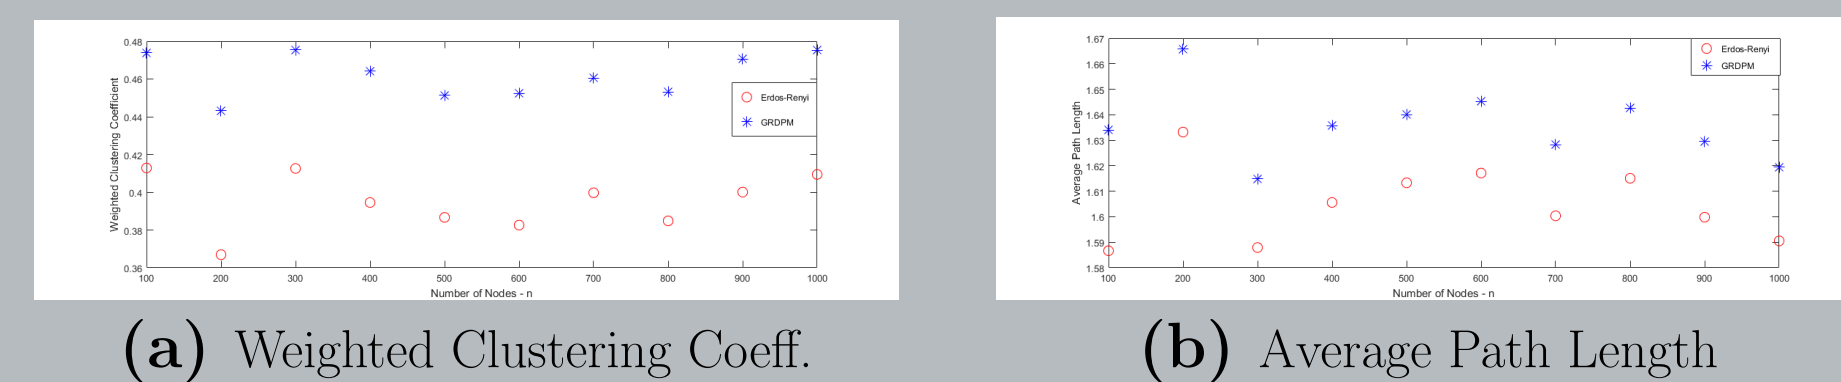 0.48
0.46
0.44
0.42
0.4
0.38
0.36
Weighted Clustering Coefficient
100 200 300 400 500 600 700 800 900 1000
Number of Nodes - n
Erdos-Renyi
GRDPM
(a) Weighted Clustering Coeff.
1.67
1.66
1.65
1.64
1.63
1.62
1.61
1.6
1.59
1.58
Average Path Length
100 200 300 400 500 600 700 800 900 1000
Number of Nodes - n
Erdos-Renyi
GRDPM
(b) Average Path Length